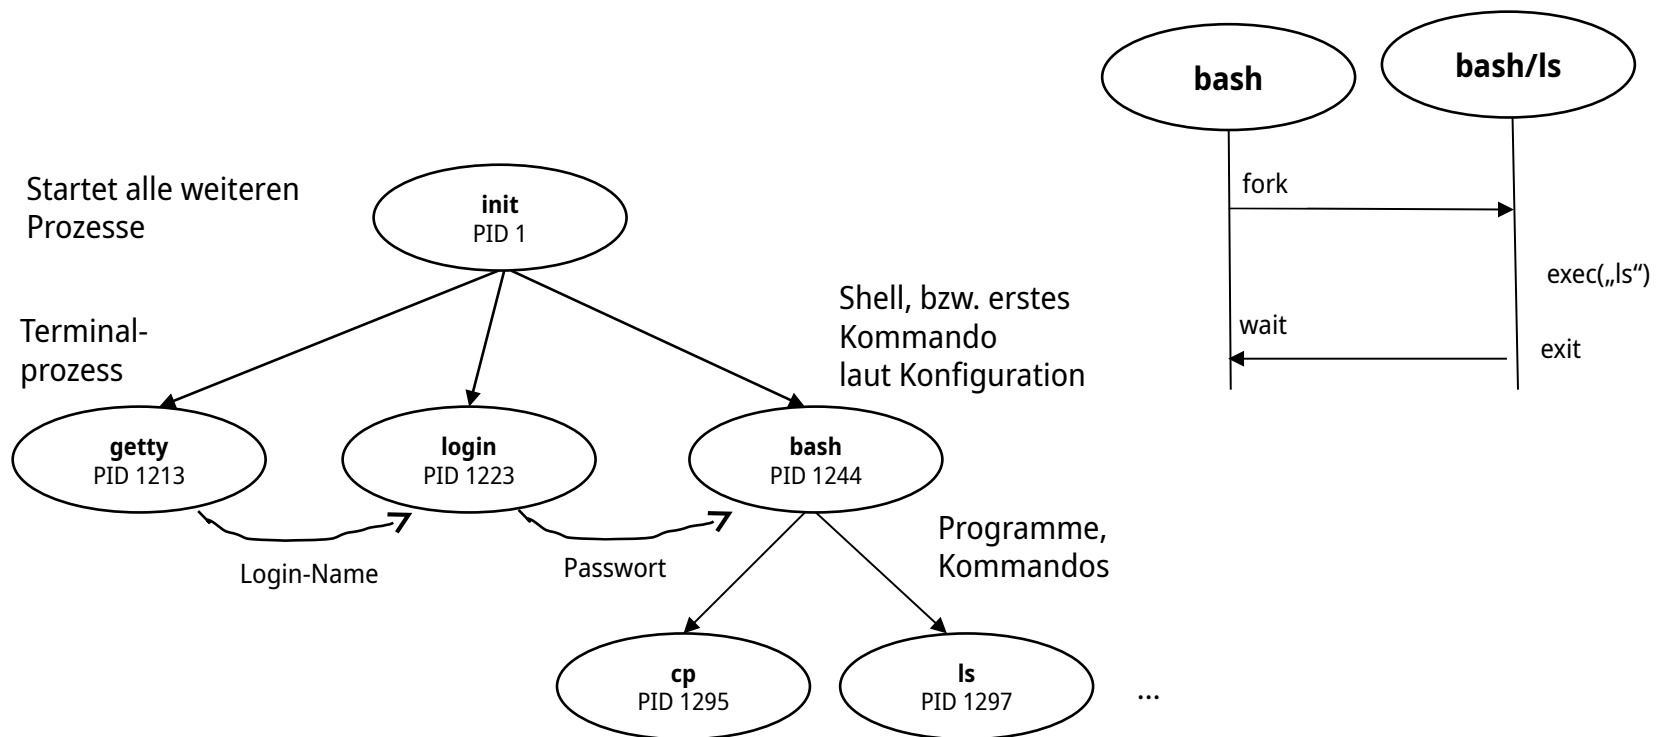 bash
bash/ls
fork
exec(„ls“)
wait
exit
Startet alle weiteren
Prozesse
init
PID 1
Terminal-
prozess
Shell, bzw. erstes
Kommando
laut Konfiguration
getty
PID 1213
login
PID 1223
bash
PID 1244
Login-Name
Passwort
Programme,
Kommandos
cp
PID 1295
ls
PID 1297
...